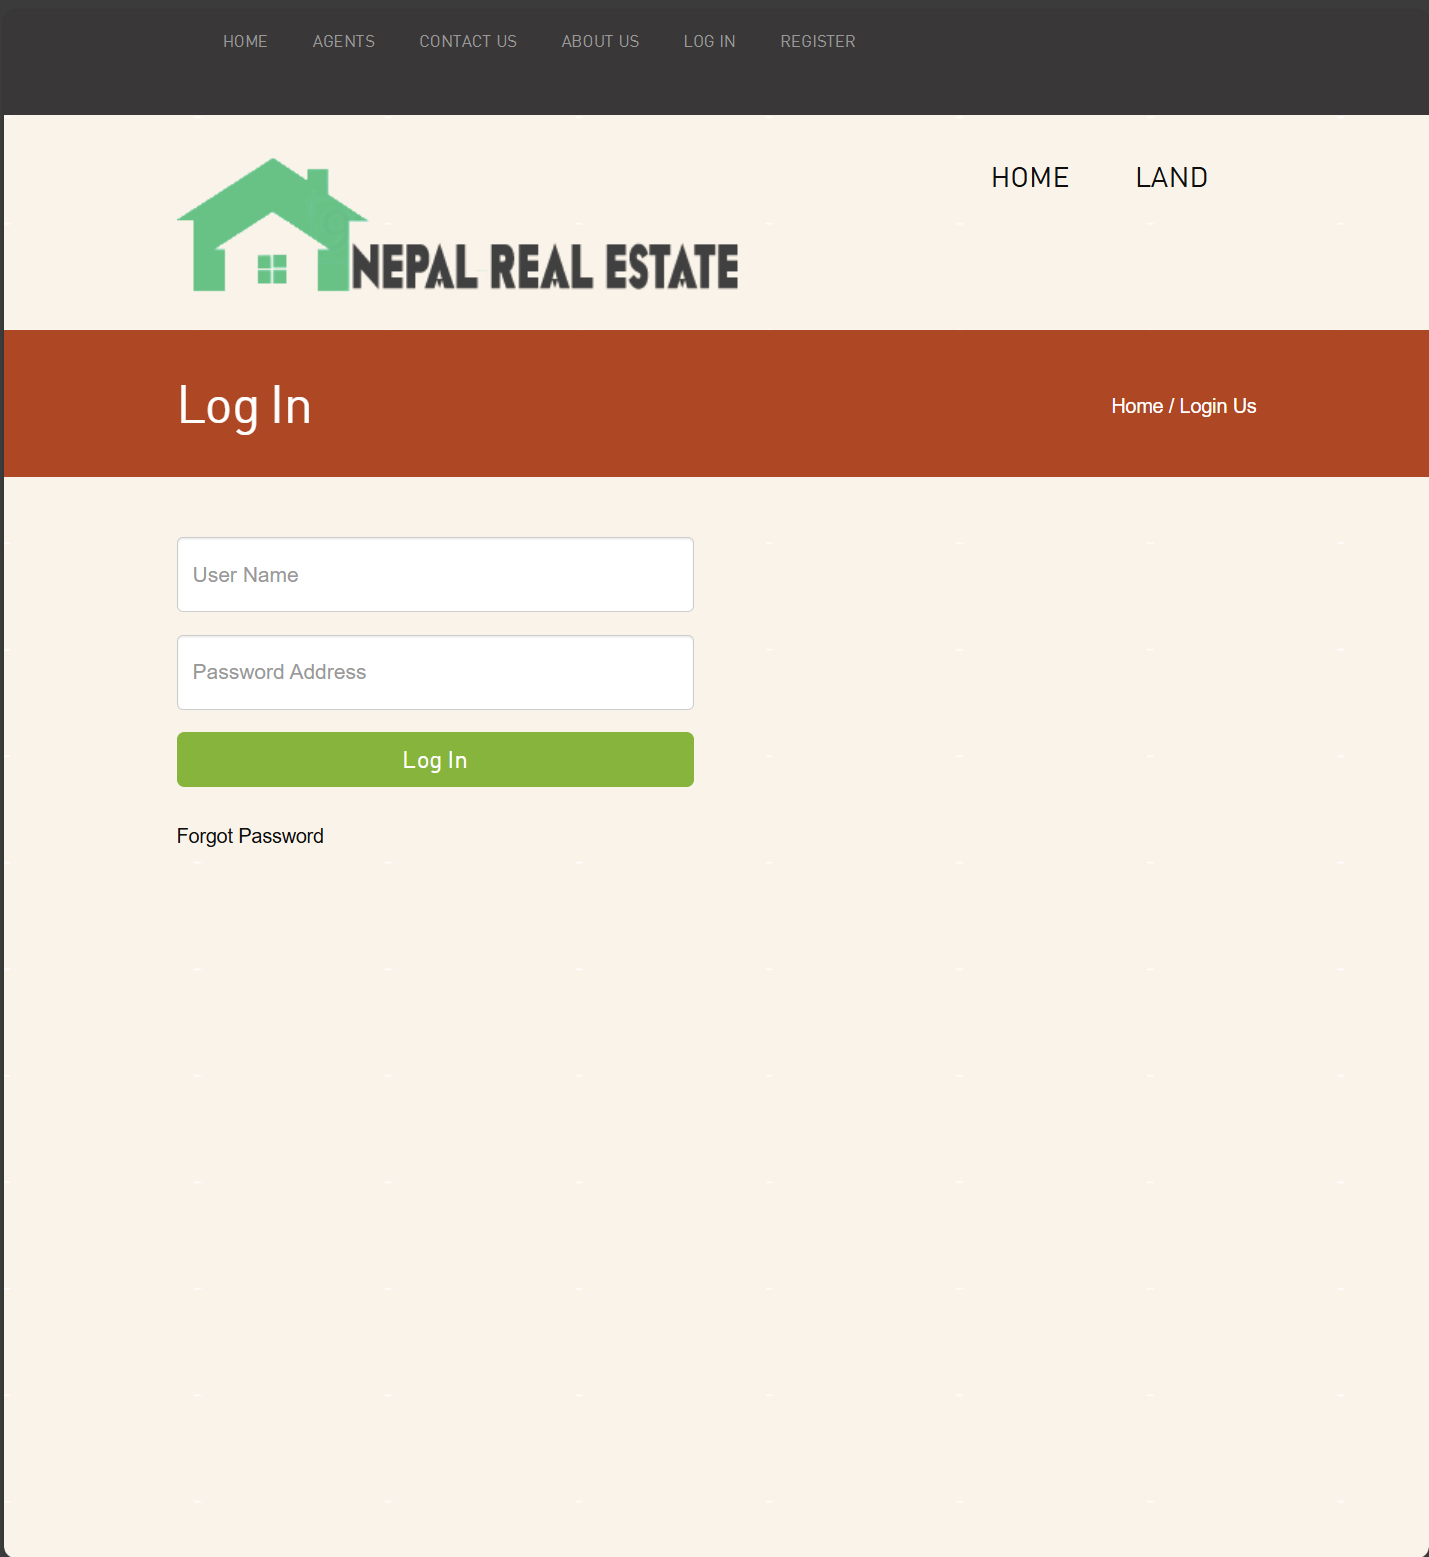 HOME AGENTS CONTACT US ABOUT US LOG IN REGISTER
HOME LAND
NEPAL REAL ESTATE
Log In
Home / Login Us
User Name
Password Address
Log In
Forgot Password